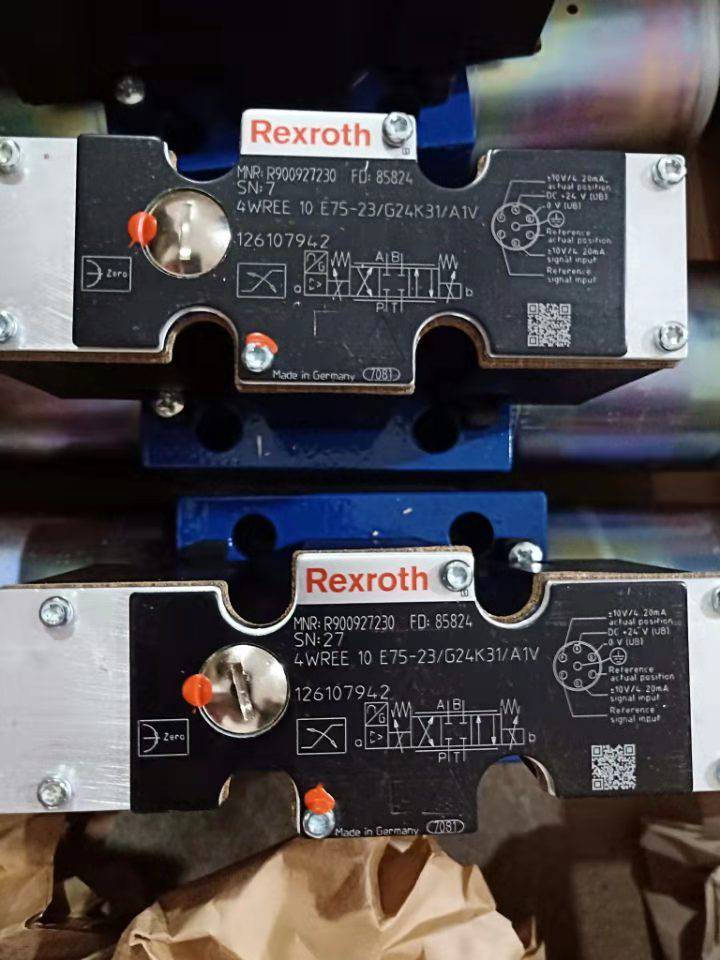 Rexroth
MNR: R900927230 FD: 85824
SN: 7
4WREE 10 E75-23/G24K31/A1V
126107942
Zero
a
P/G
A B
P T
b
Made in Germany 7081
±10V/4 20mA,
actual position
DC +24 V (UB)
0 V (UB)
Reference
actual position
±10V/4 20mA
signal input
Reference
signal input
Rexroth
MNR: R900927230 FD: 85824
SN: 27
4WREE 10 E75-23/G24K31/A1V
126107942
Zero
a
P/G
A B
P T
b
Made in Germany 7081
±10V/4 20mA,
actual position
DC +24 V (UB)
0 V (UB)
Reference
actual position
±10V/4 20mA
signal input
Reference
signal input